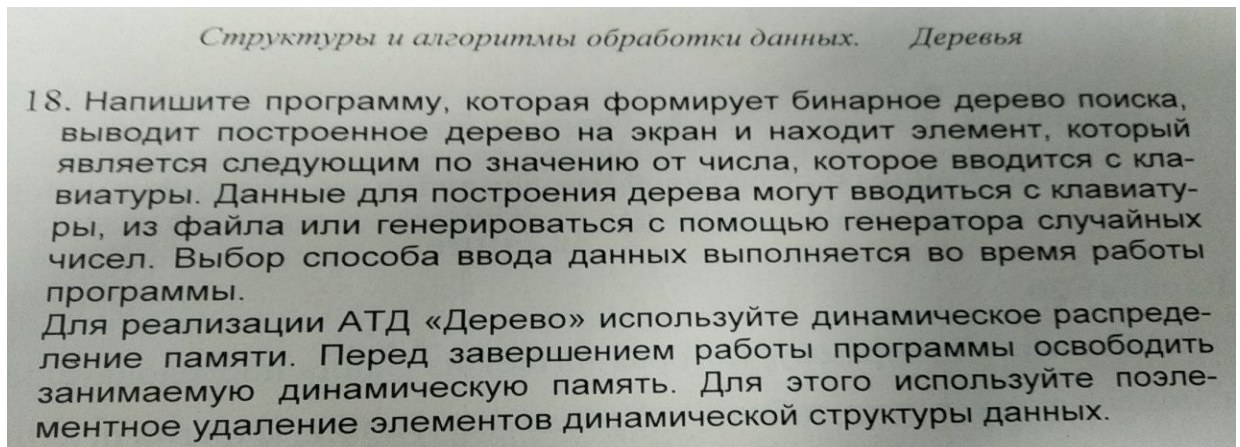 Структуры и алгоритмы обработки данных. Деревья
18. Напишите программу, которая формирует бинарное дерево поиска,
выводит построенное дерево на экран и находит элемент, который
является следующим по значению от числа, которое вводится с кла-
виатуры. Данные для построения дерева могут вводиться с клавиату-
ры, из файла или генерироваться с помощью генератора случайных
чисел. Выбор способа ввода данных выполняется во время работы
программы.
Для реализации АТД «Дерево» используйте динамическое распреде-
ление памяти. Перед завершением работы программы освободить
занимаемую динамическую память. Для этого используйте поэле-
ментное удаление элементов динамической структуры данных.